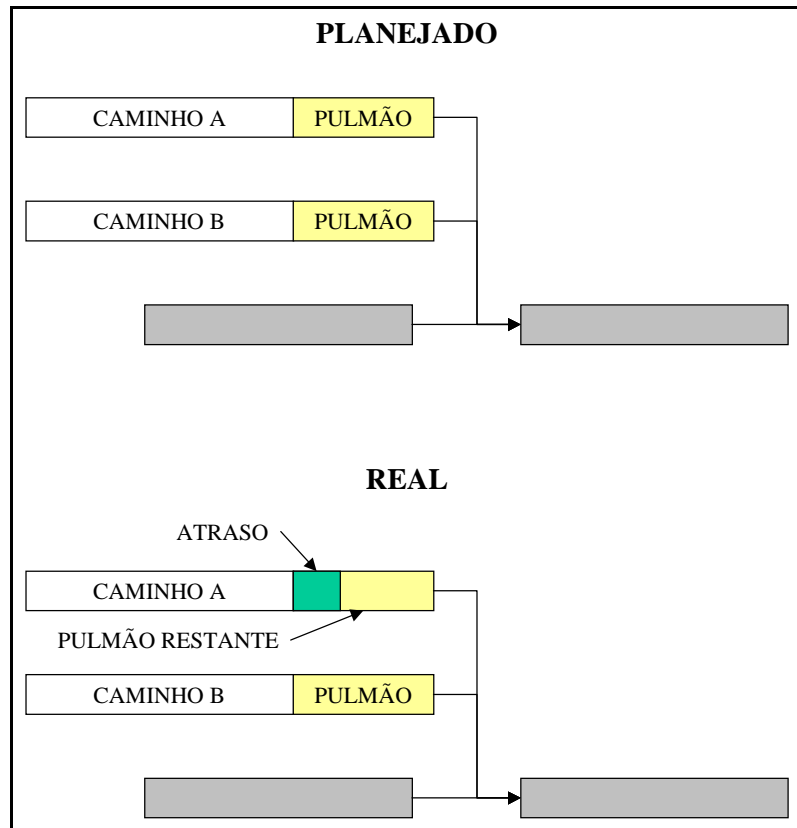 PLANEJADO
CAMINHO A
PULMÃO
CAMINHO B
PULMÃO
REAL
ATRASO
CAMINHO A
PULMÃO RESTANTE
CAMINHO B
PULMÃO